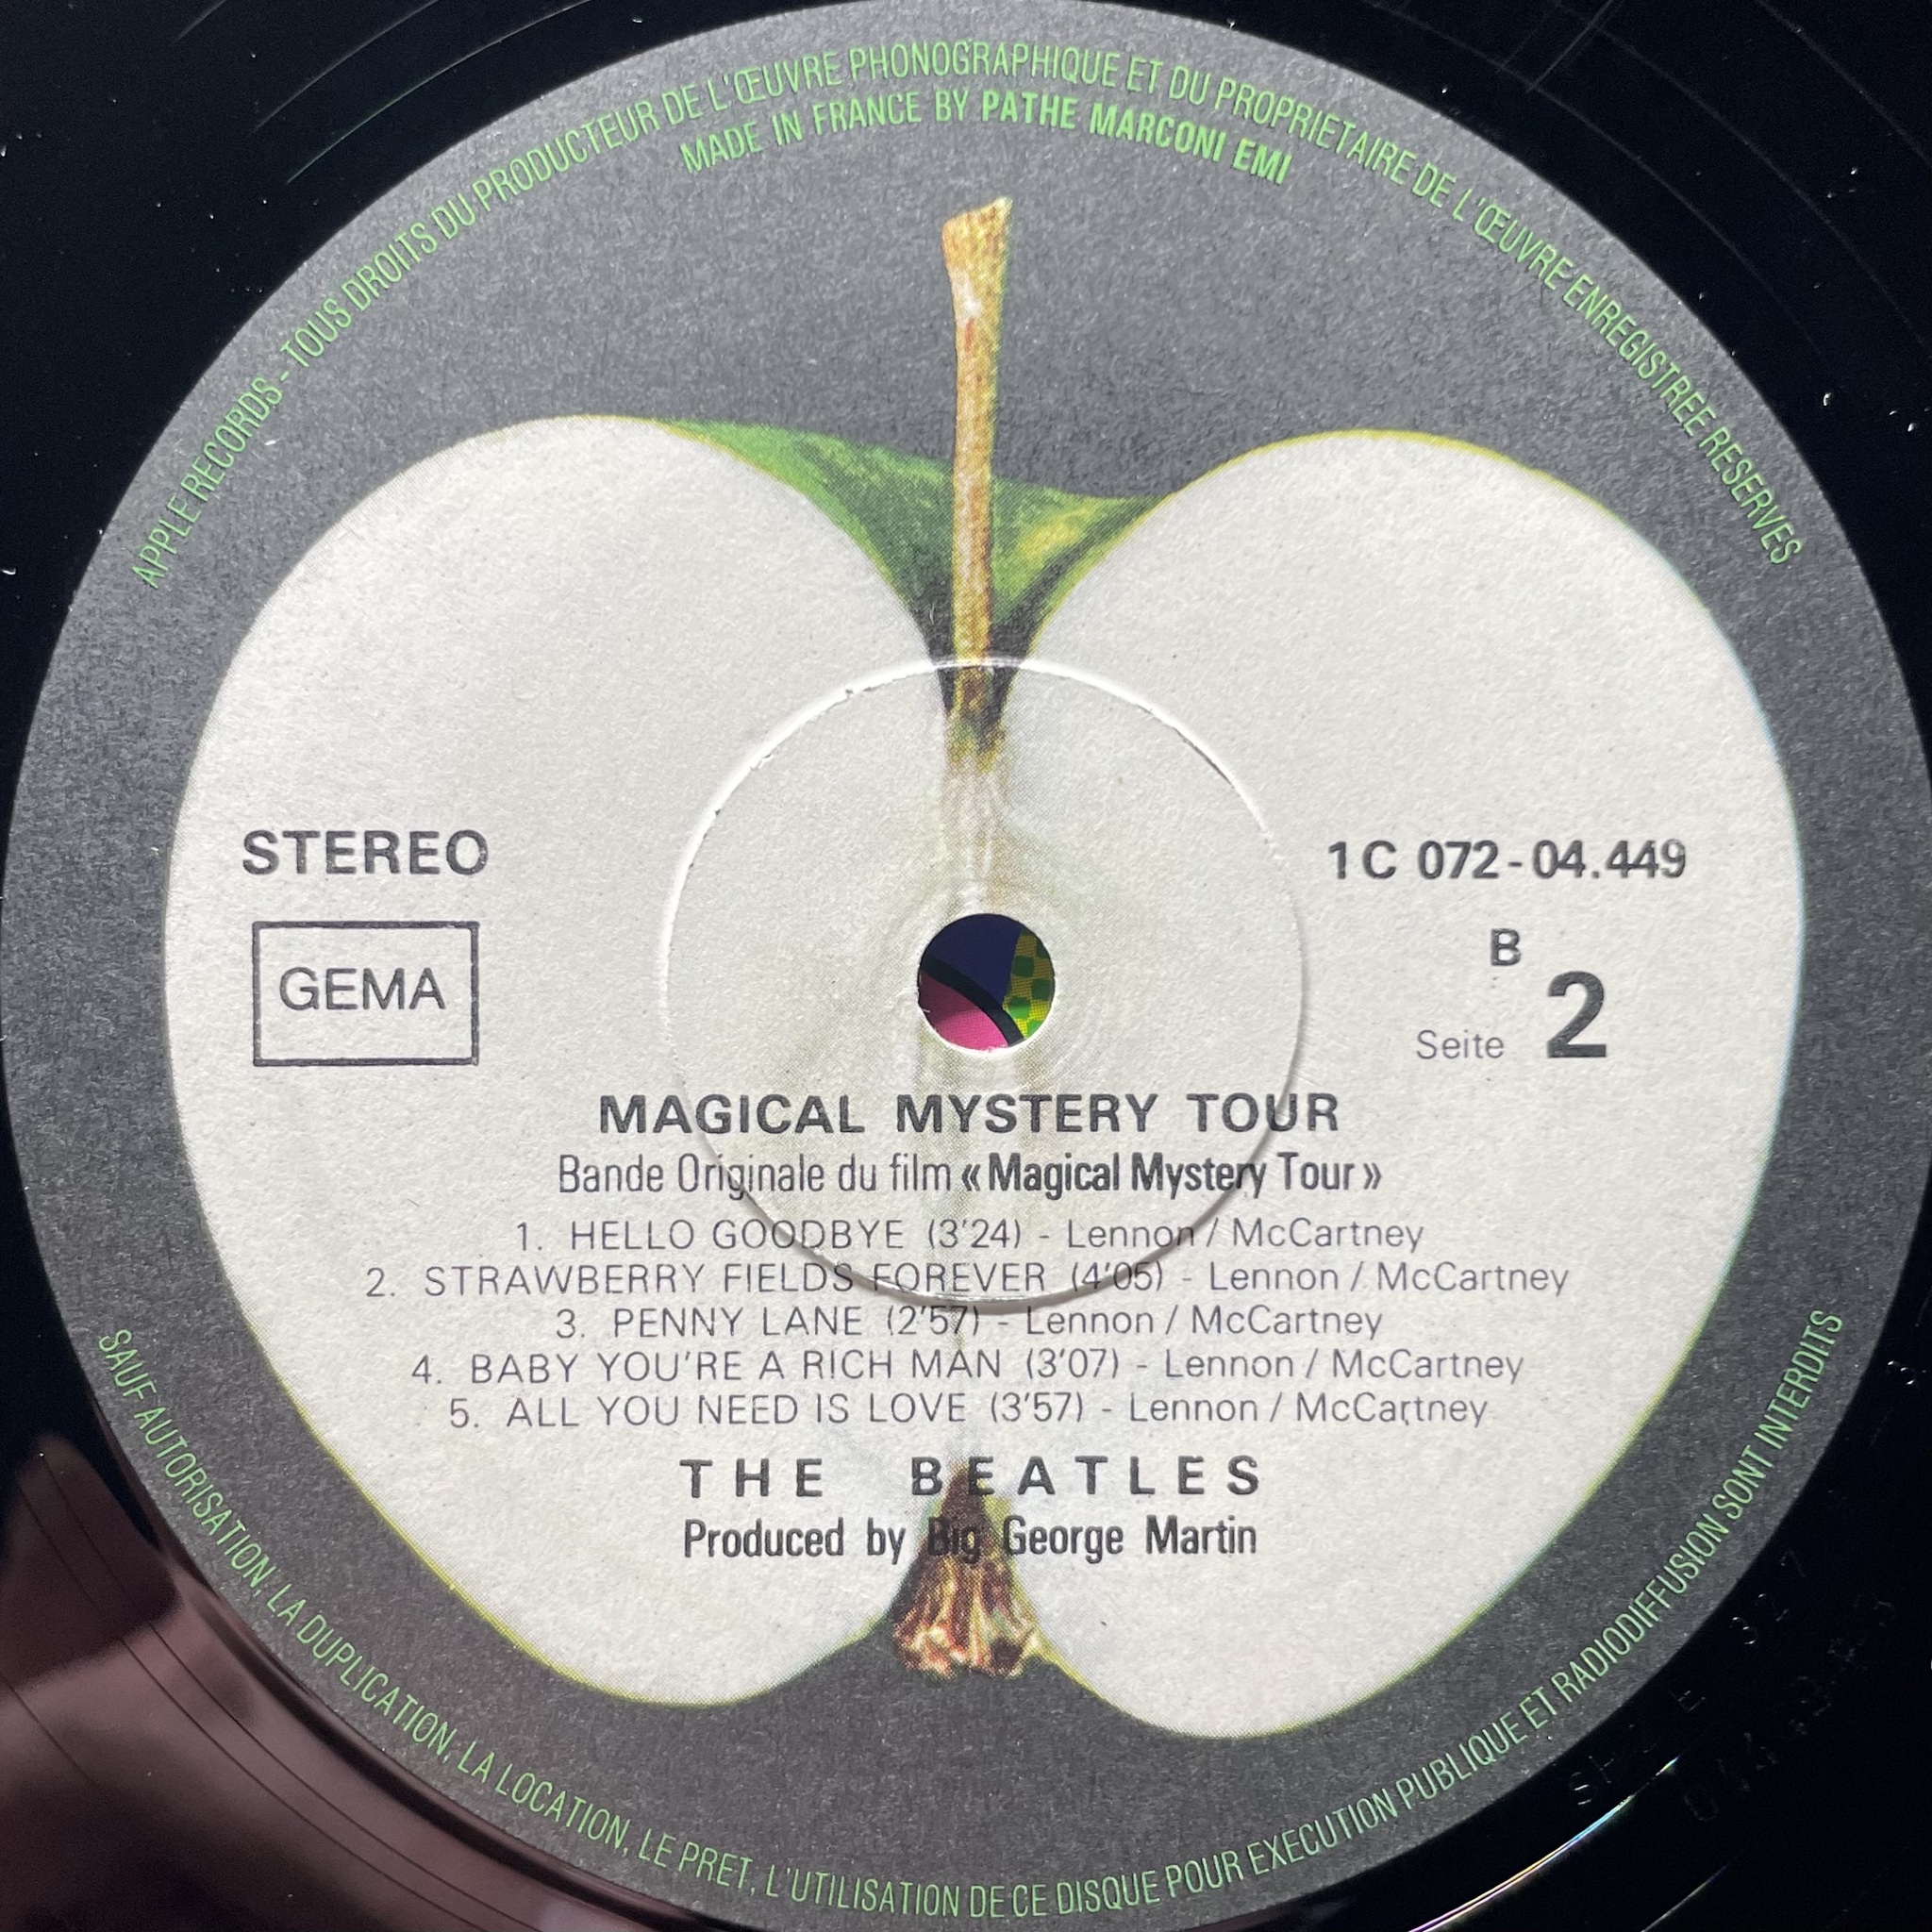 APPLE RECORDS - TOUS DROITS DU PRODUCTEUR DE L'ŒUVRE PHONOGRAPHIQUE ET DU PROPRIETAIRE DE L'ŒUVRE ENREGISTREE RESERVES
MADE IN FRANCE BY PATHE MARCONI EMI
STEREO
1C 072-04.449
GEMA
B
Seite 2
MAGICAL MYSTERY TOUR
Bande Originale du film « Magical Mystery Tour »
1. HELLO GOODBYE (3'24) - Lennon / McCartney
2. STRAWBERRY FIELDS FOREVER (4'05) - Lennon / McCartney
3. PENNY LANE (2'57) - Lennon / McCartney
4. BABY YOU'RE A RICH MAN (3'07) - Lennon / McCartney
5. ALL YOU NEED IS LOVE (3'57) - Lennon / McCartney
THE BEATLES
Produced by Big George Martin
SAUF AUTORISATION, LA DUPLICATION, LA LOCATION, LE PRET, L'UTILISATION DE CE DISQUE POUR EXECUTION PUBLIQUE ET RADIODIFFUSION SONT INTERDITS